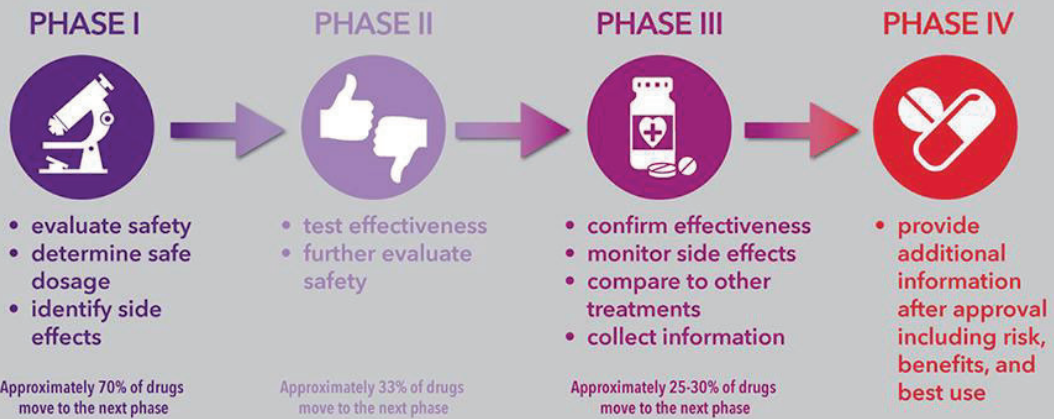 PHASE I
• evaluate safety
• determine safe
dosage
• identify side
effects
Approximately 70% of drugs
move to the next phase
PHASE II
• test effectiveness
• further evaluate
safety
Approximately 33% of drugs
move to the next phase
PHASE III
• confirm effectiveness
• monitor side effects
• compare to other
treatments
• collect information
Approximately 25-30% of drugs
move to the next phase
PHASE IV
• provide
additional
information
after approval
including risk,
benefits, and
best use